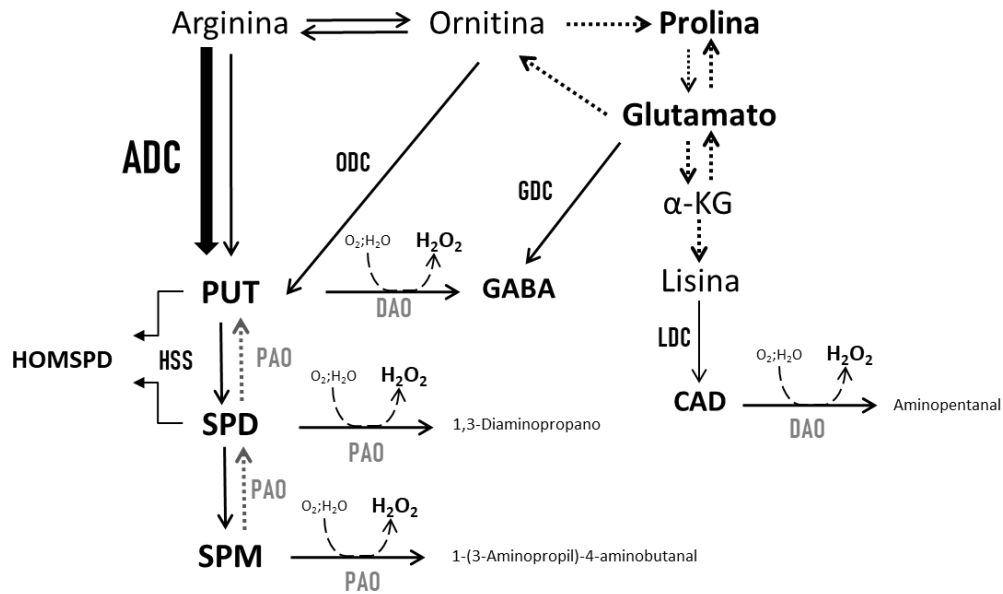 Arginina
Ornitina
Prolina
Glutamato
ADC
ODC
GDC
α-KG
O₂;H₂O
H₂O₂
Lisina
PUT
DAO
GABA
LDC
HOMSPD
HSS
PAO
O₂;H₂O
H₂O₂
O₂;H₂O
H₂O₂
SPD
PAO
1,3-Diaminopropano
CAD
DAO
Aminopentanal
PAO
O₂;H₂O
H₂O₂
SPM
PAO
1-(3-Aminopropil)-4-aminobutanal